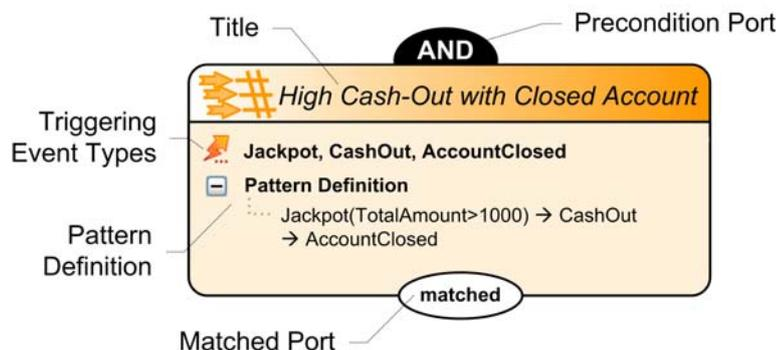 Title
Precondition Port
AND
High Cash-Out with Closed Account
Triggering
Event Types
Jackpot, CashOut, AccountClosed
Pattern Definition
Jackpot(TotalAmount>1000) → CashOut
→ AccountClosed
Pattern
Definition
matched
Matched Port